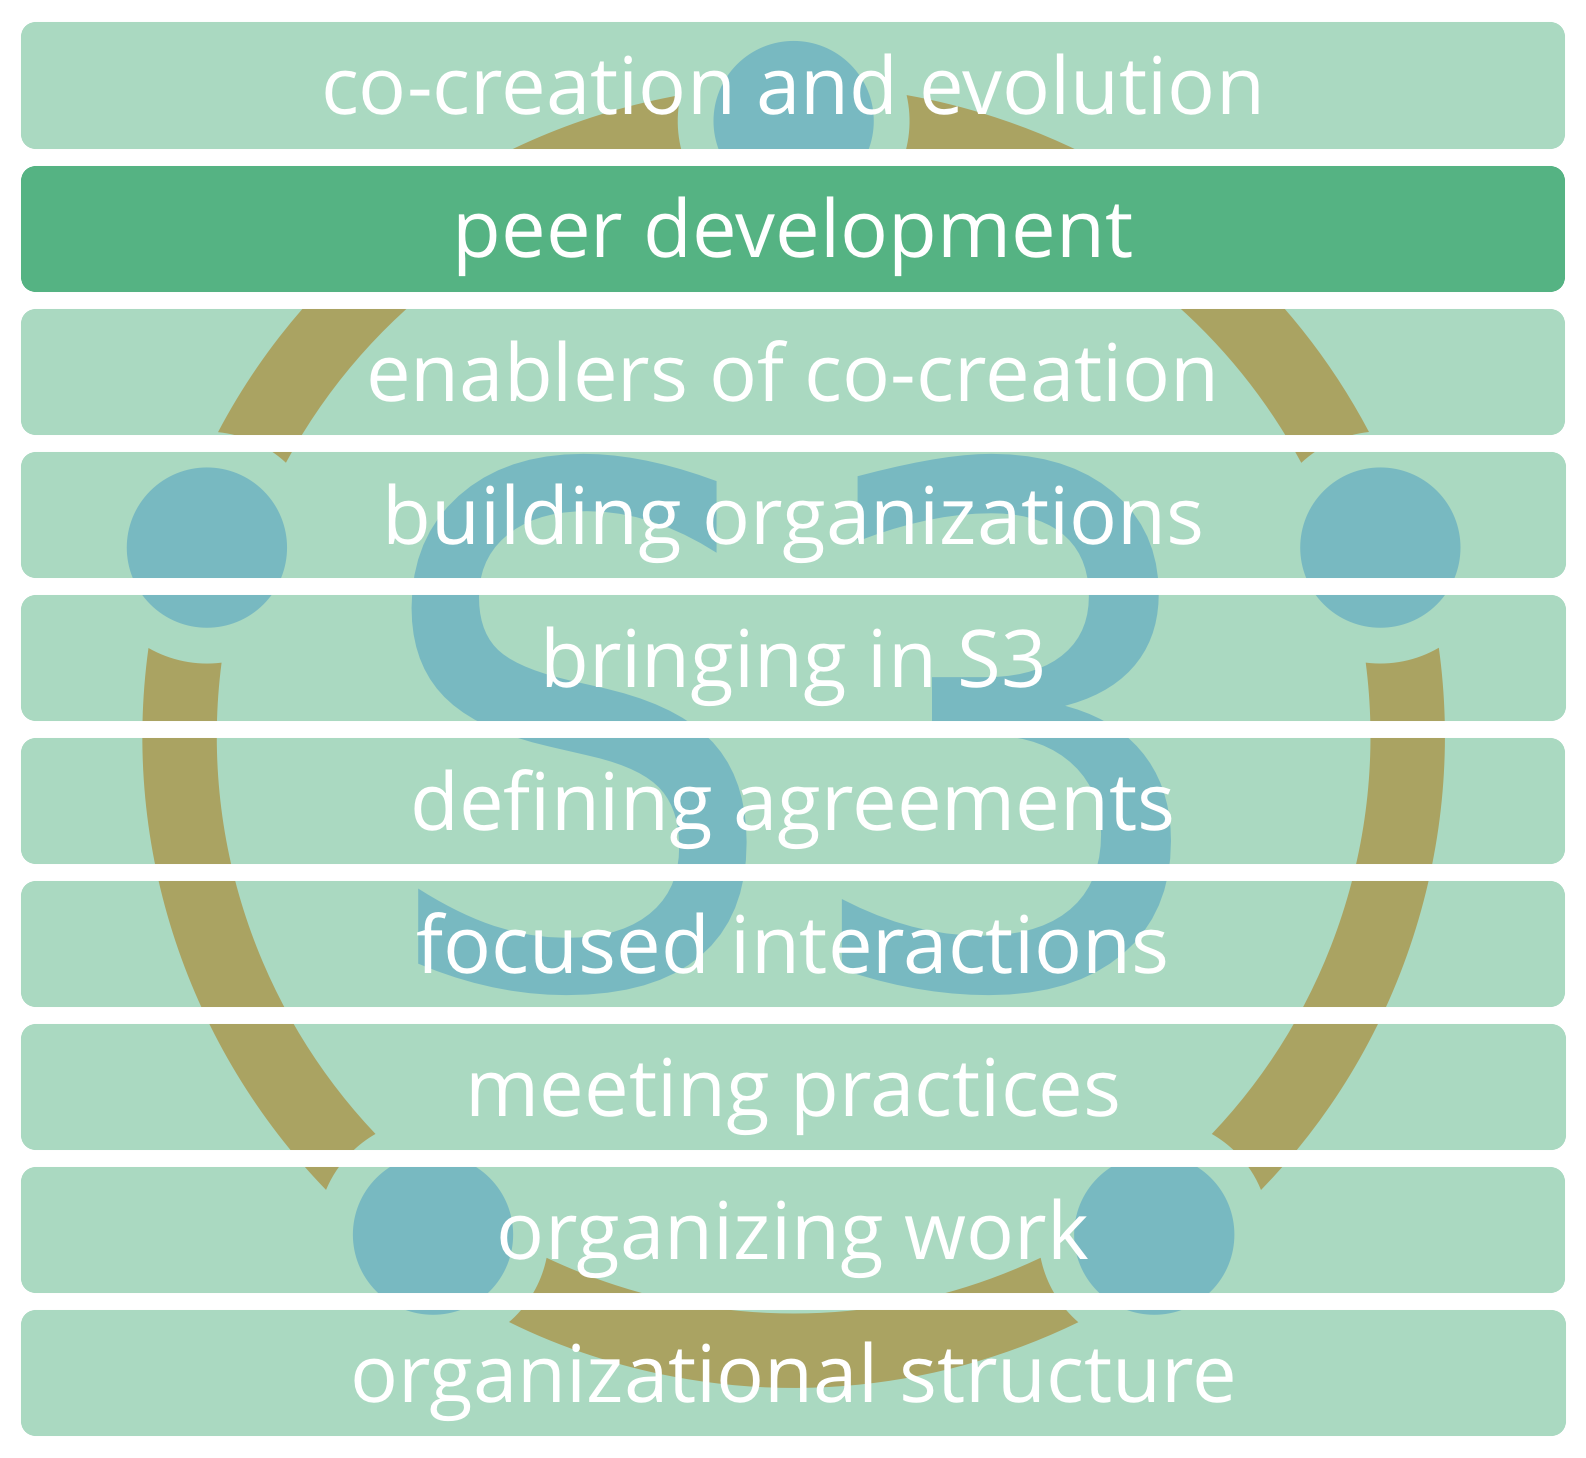 co-creation and evolution
peer development
enablers of co-creation
building organizations
bringing in S3
defining agreements
focused interactions
meeting practices
organizing work
organizational structure
S3